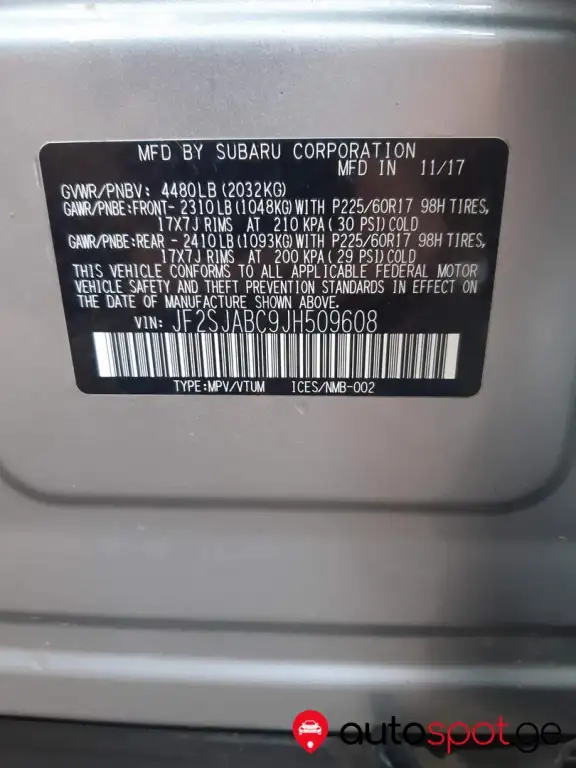 MFD BY SUBARU CORPORATION
MFD IN 11/17
GVWR/PNBV: 4480LB(2032KG)
GAWR/PNBE:FRONT- 2310LB(1048KG)WITH P225/60R17 98H TIRES,
17X7J RIMS AT 210 KPA(30 PSI)COLD
GAWR/PNBE:REAR - 2410LB(1093KG)WITH P225/60R17 98H TIRES,
17X7J RIMS AT 200 KPA(29 PSI)COLD
THIS VEHICLE CONFORMS TO ALL APPLICABLE FEDERAL MOTOR
VEHICLE SAFETY AND THEFT PREVENTION STANDARDS IN EFFECT
ON THE DATE OF MANUFACTURE SHOWN ABOVE.
VIN: JF2SJABC9JH509608
TYPE:MPV/VTUM ICES/NMB-002
autospot.ge